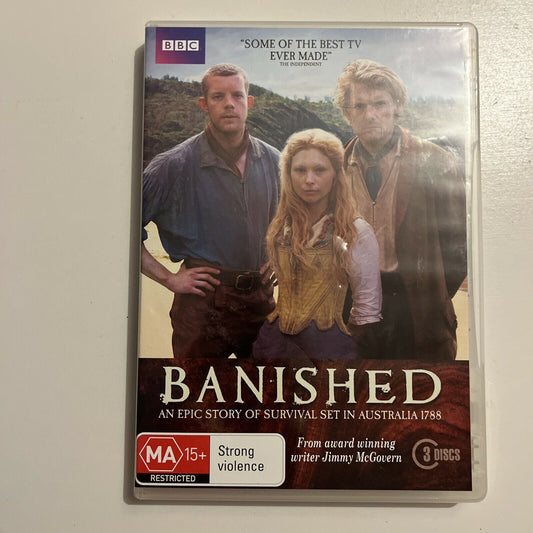 BBC
"SOME OF THE BEST TV
EVER MADE"
THE INDEPENDENT
BANISHED
AN EPIC STORY OF SURVIVAL SET IN AUSTRALIA 1788
MA 15+
RESTRICTED
Strong
violence
From award winning
writer Jimmy McGovern
3 DISCS